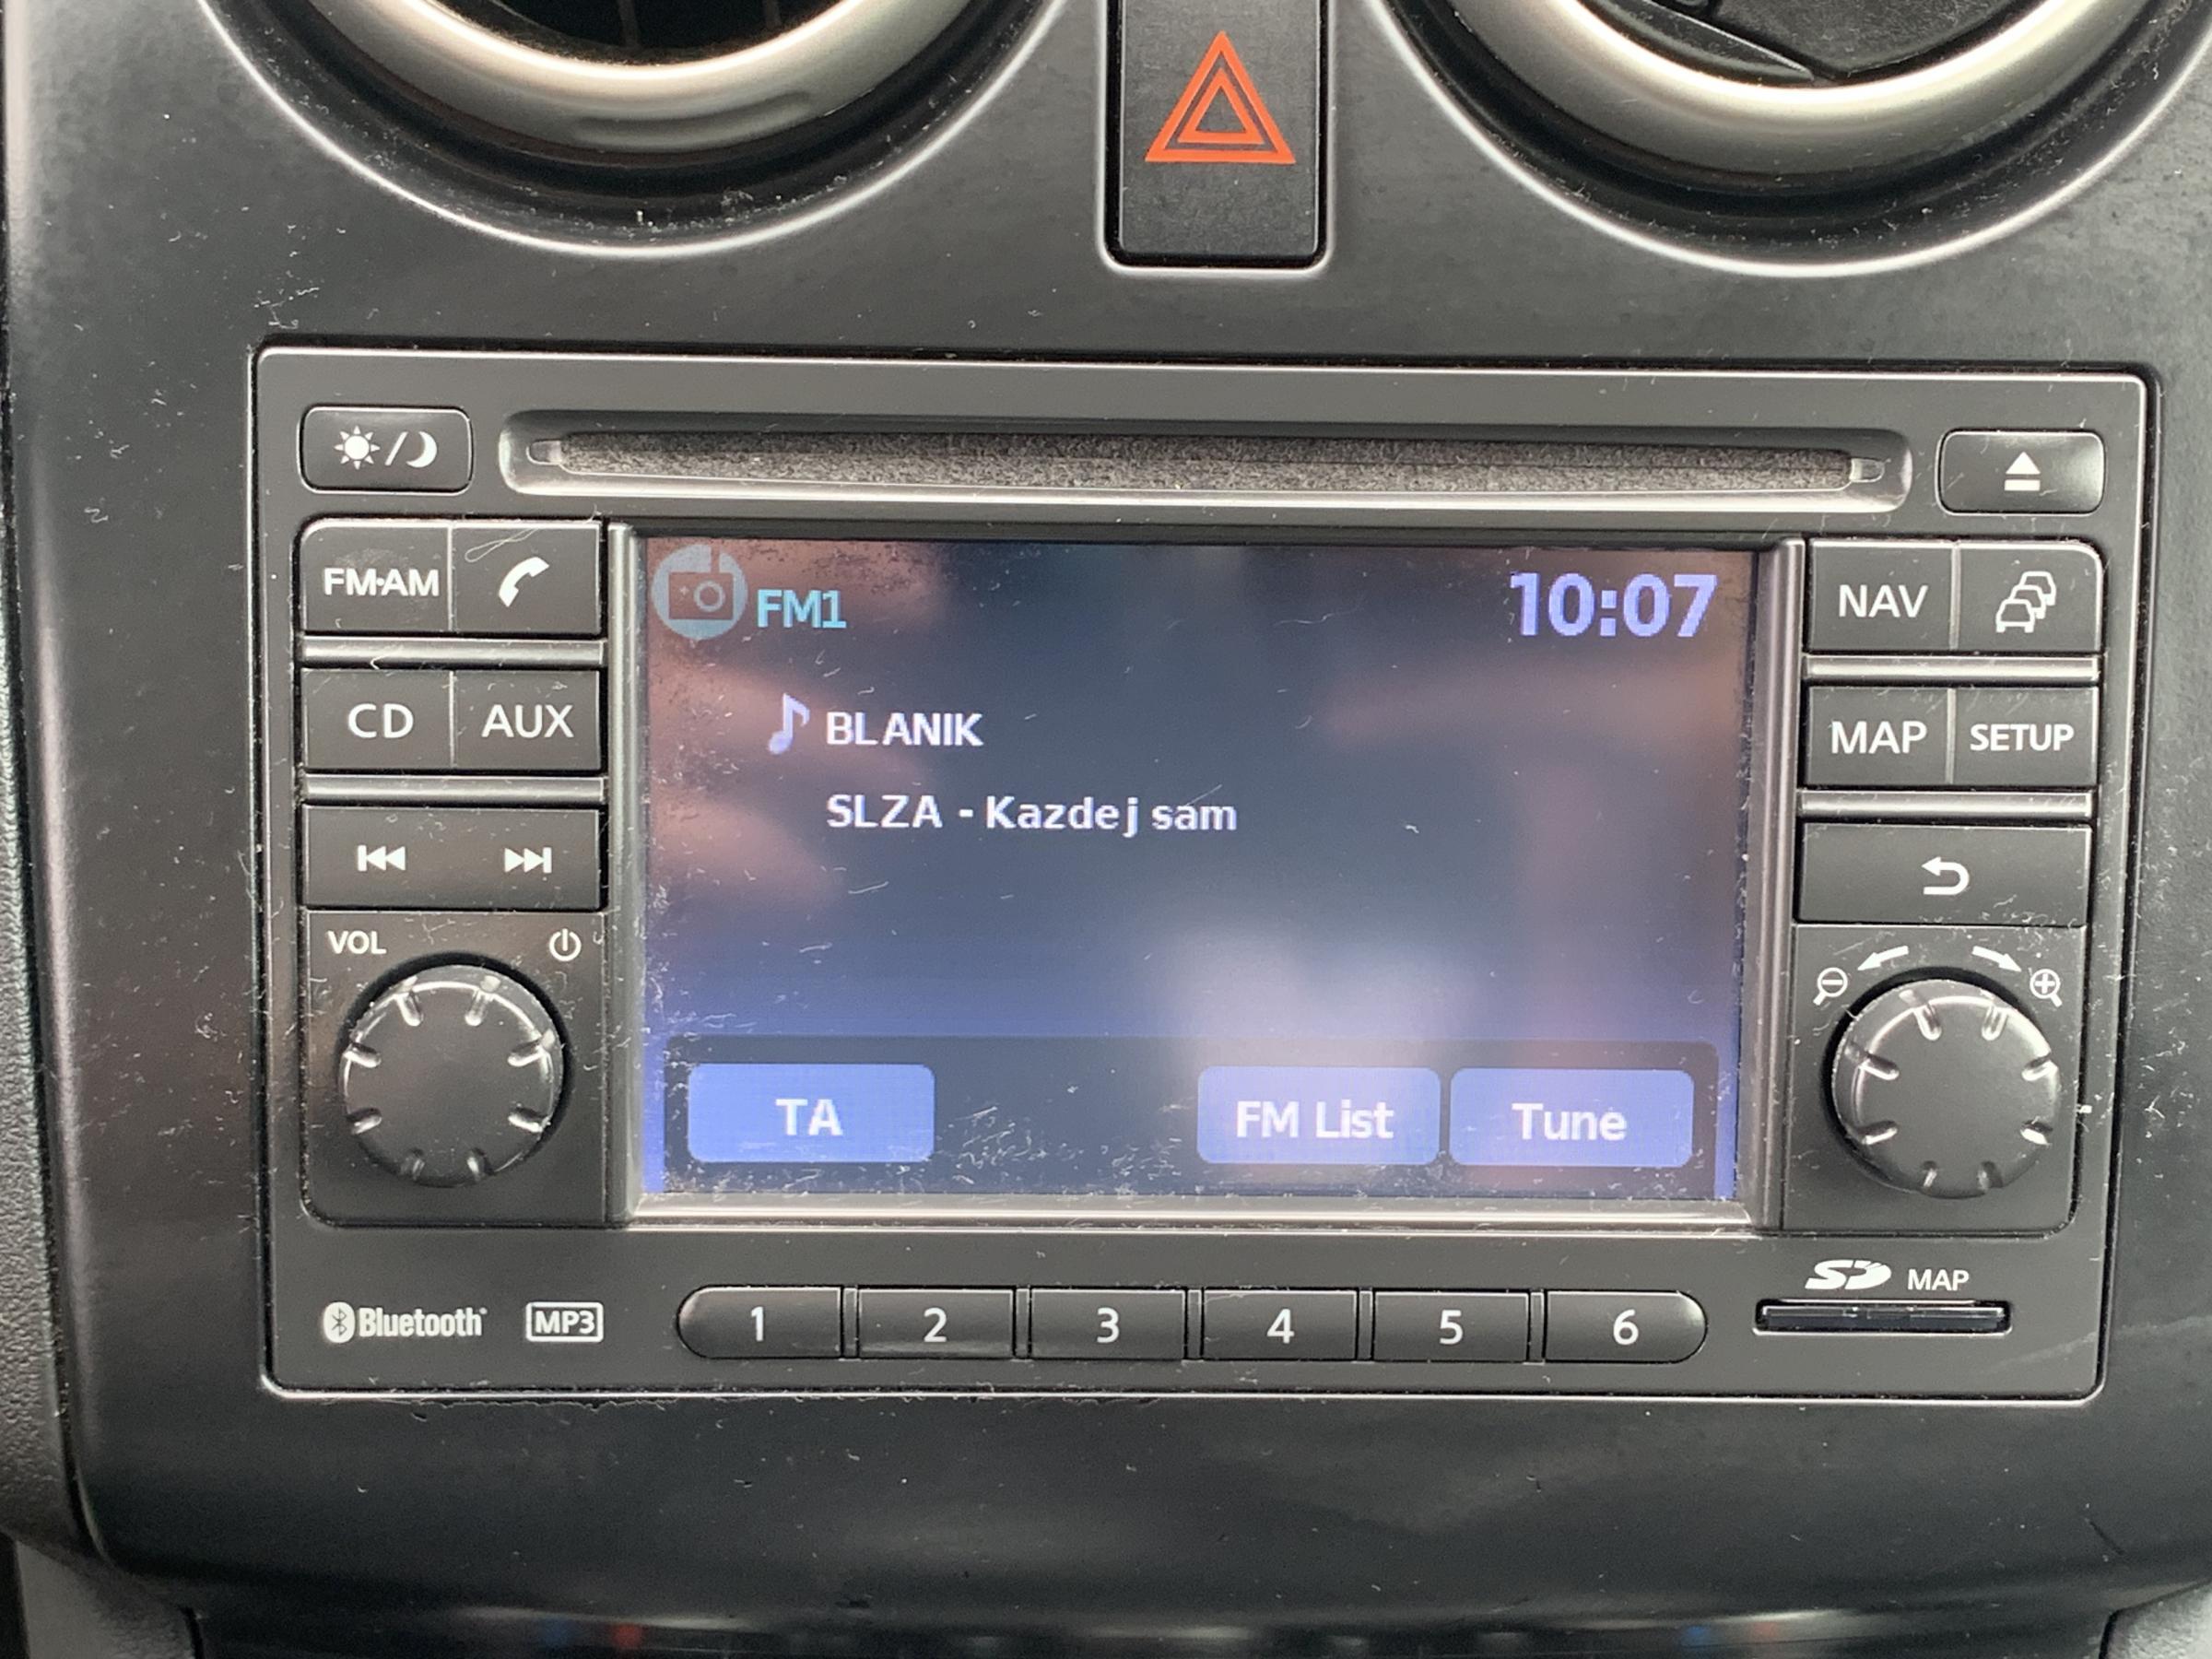 FM·AM
CD
AUX
VOL
FM1
10:07
BLANIK
SLZA - Kazdej sam
TA
FM List
Tune
NAV
MAP
SETUP
Bluetooth
MP3
1
2
3
4
5
6
SD MAP